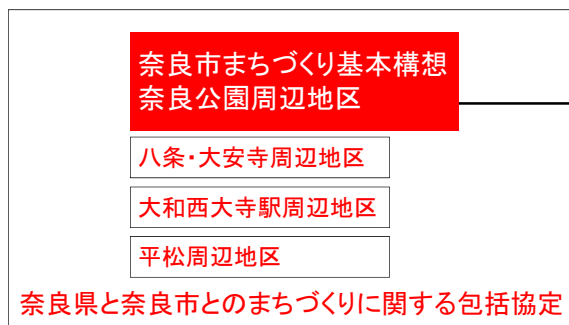 奈良市まちづくり基本構想
奈良公園周辺地区
八条・大安寺周辺地区
大和西大寺駅周辺地区
平松周辺地区
奈良県と奈良市とのまちづくりに関する包括協定